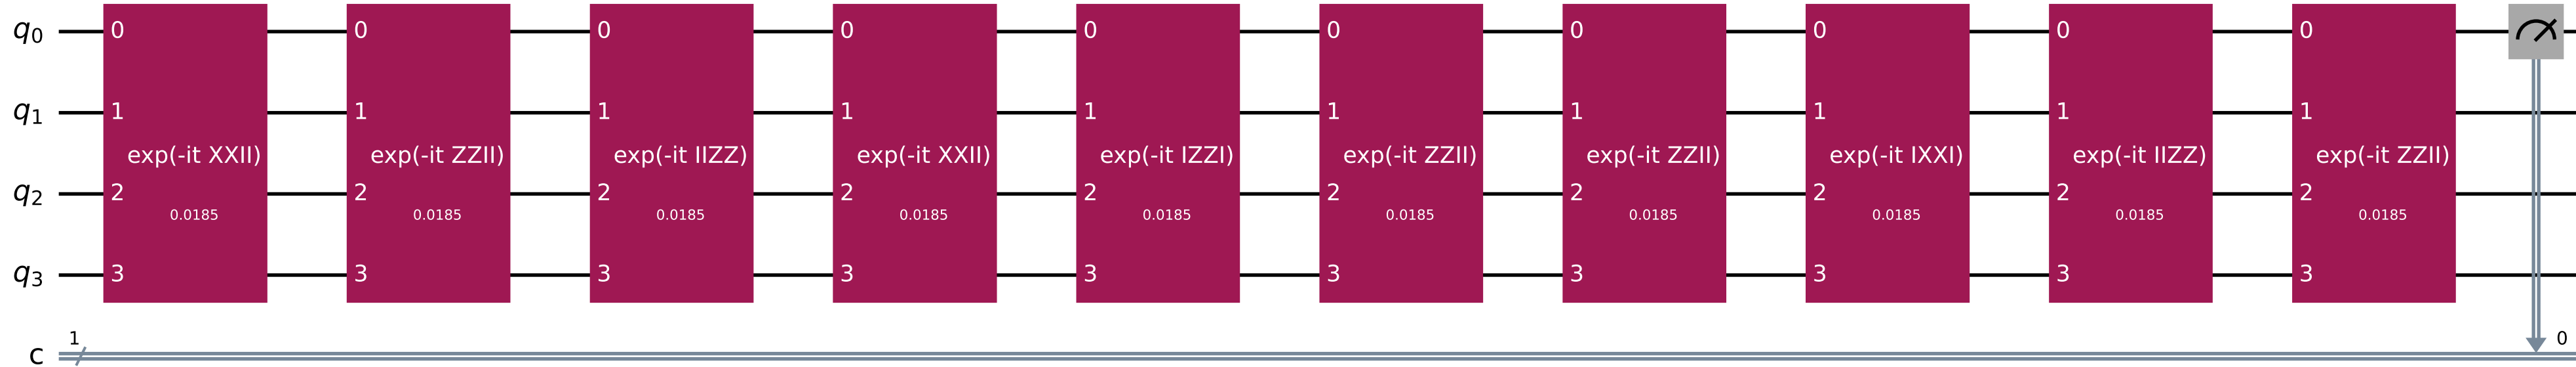 q0 0 0 0 0 0 0 0 0 0 0
q1 1 1 1 1 1 1 1 1 1 1
exp(-it XXII) exp(-it ZZII) exp(-it IIZZ) exp(-it XXII) exp(-it IZZI) exp(-it ZZII) exp(-it ZZII) exp(-it IXXI) exp(-it IIZZ) exp(-it ZZII)
q2 2 2 2 2 2 2 2 2 2 2
0.0185 0.0185 0.0185 0.0185 0.0185 0.0185 0.0185 0.0185 0.0185 0.0185
q3 3 3 3 3 3 3 3 3 3 3
1 0
c